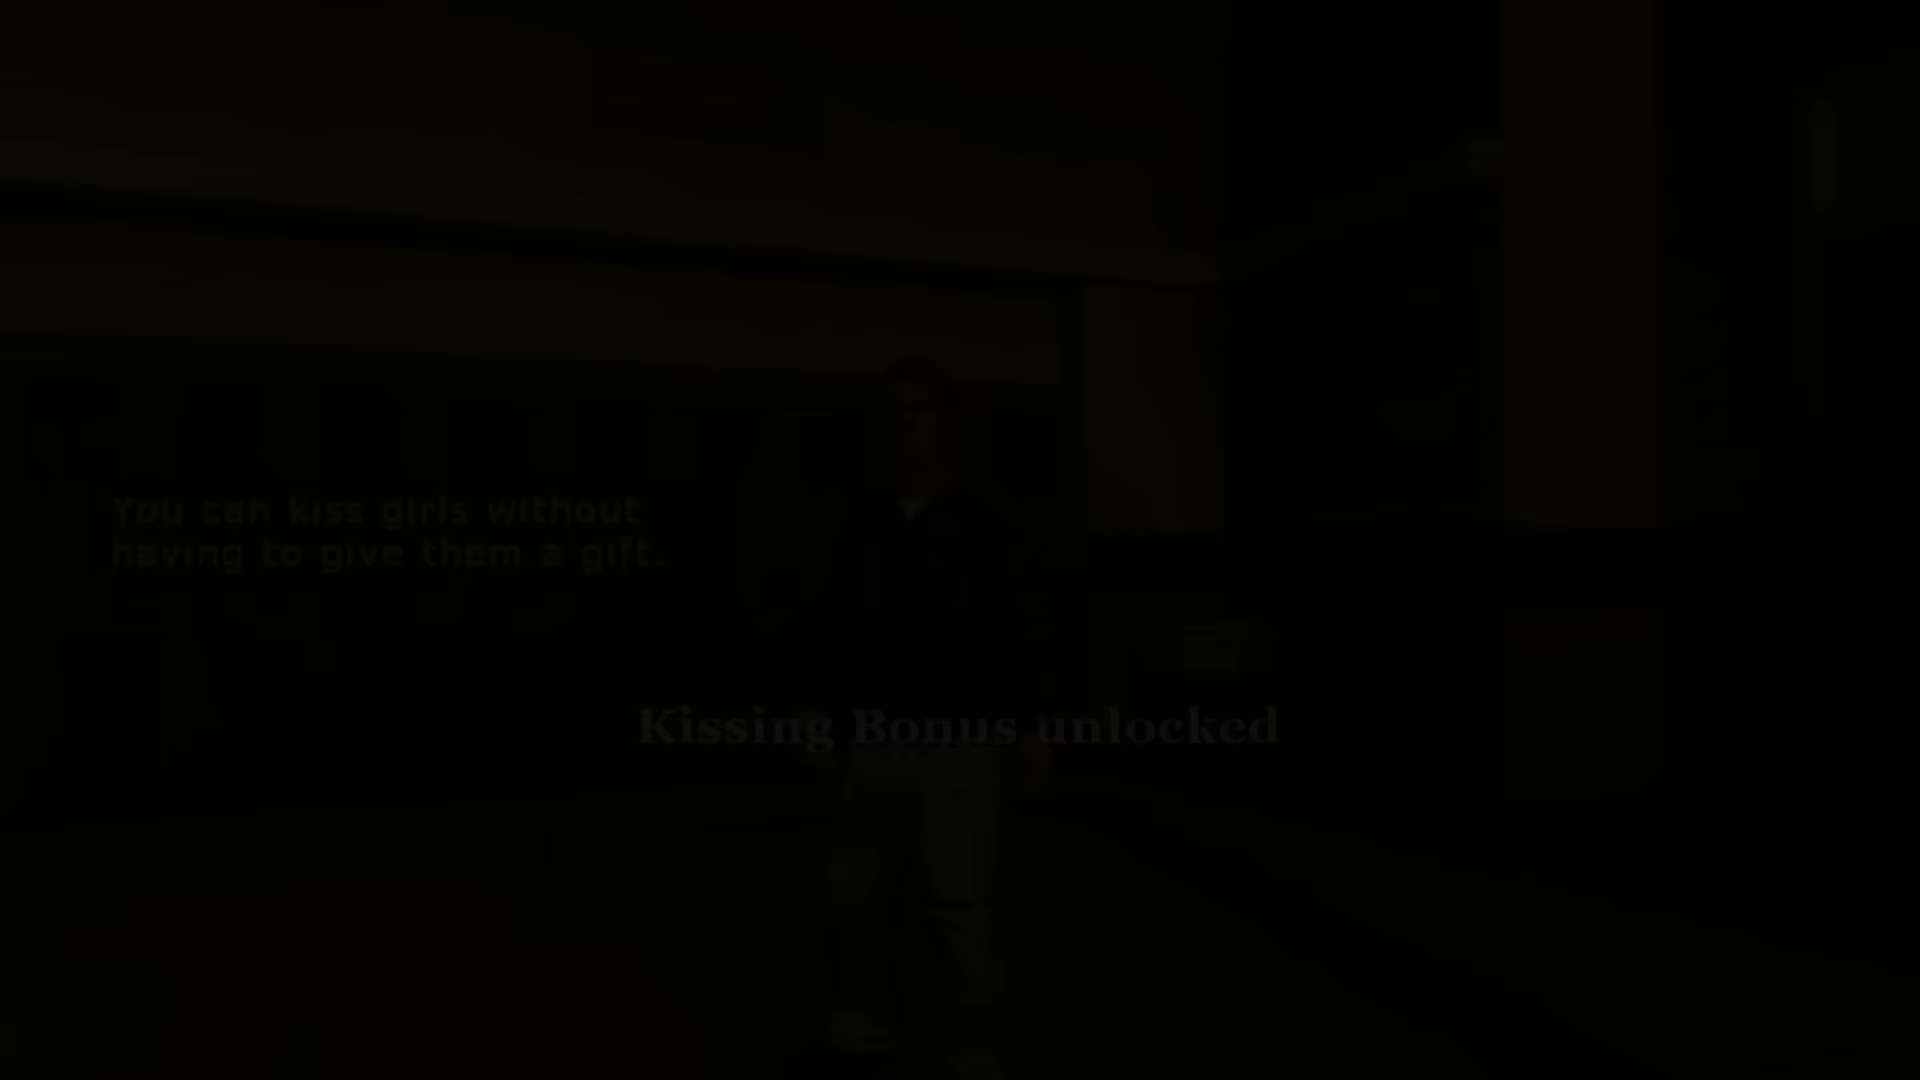 You can kiss girls without
having to give them a gift.
Kissing Bonus unlocked